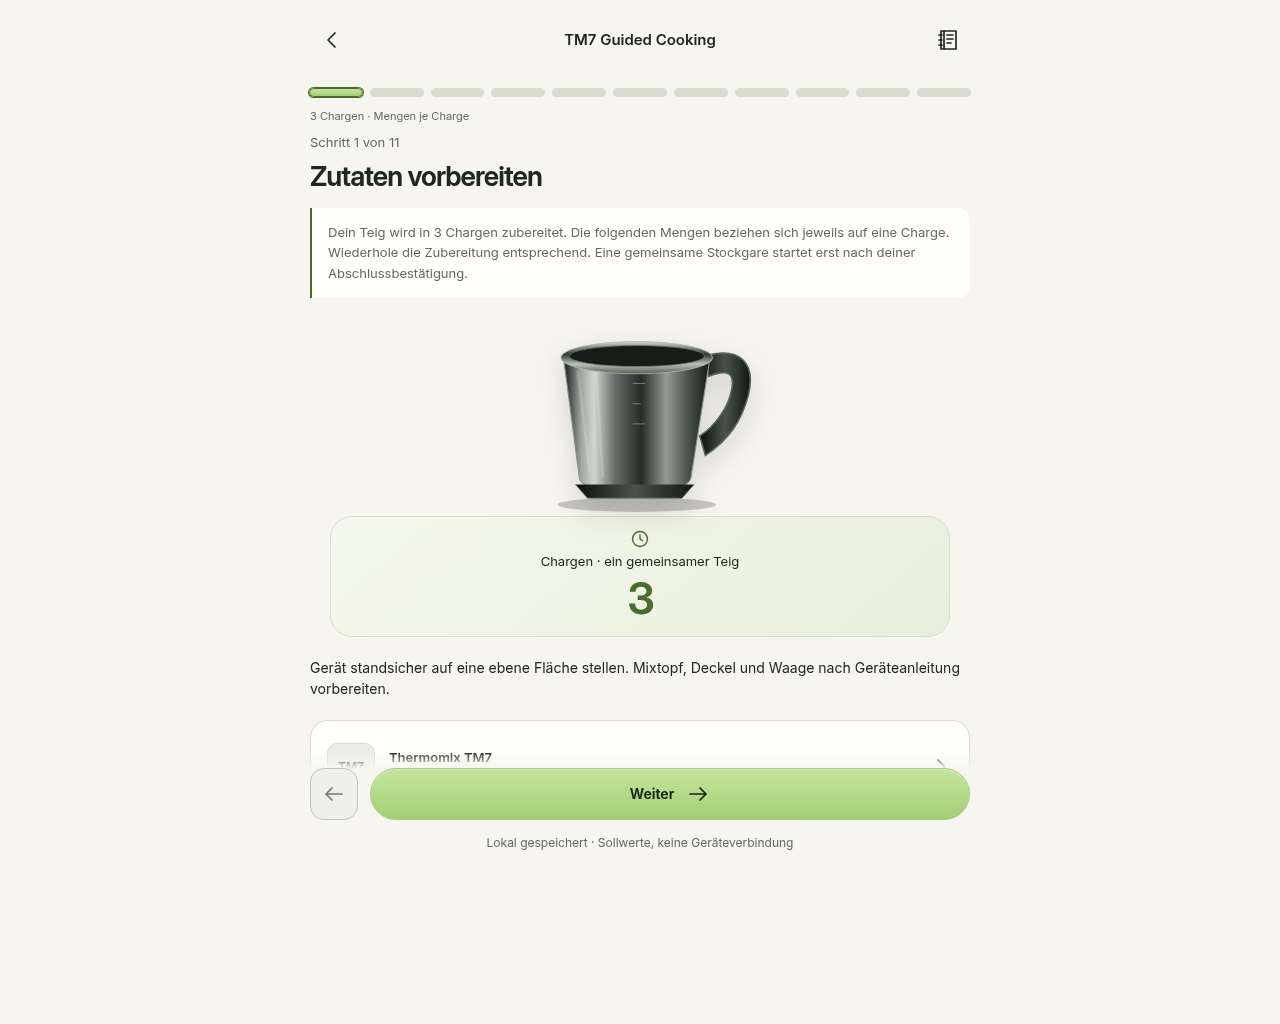 TM7 Guided Cooking
3 Chargen · Mengen je Charge
Schritt 1 von 11
Zutaten vorbereiten
Dein Teig wird in 3 Chargen zubereitet. Die folgenden Mengen beziehen sich jeweils auf eine Charge.
Wiederhole die Zubereitung entsprechend. Eine gemeinsame Stockgare startet erst nach deiner
Abschlussbestätigung.
Chargen · ein gemeinsamer Teig
3
Gerät standsicher auf eine ebene Fläche stellen. Mixtopf, Deckel und Waage nach Geräteanleitung
vorbereiten.
Thermomix TM7
TM7
Weiter
Lokal gespeichert · Sollwerte, keine Geräteverbindung